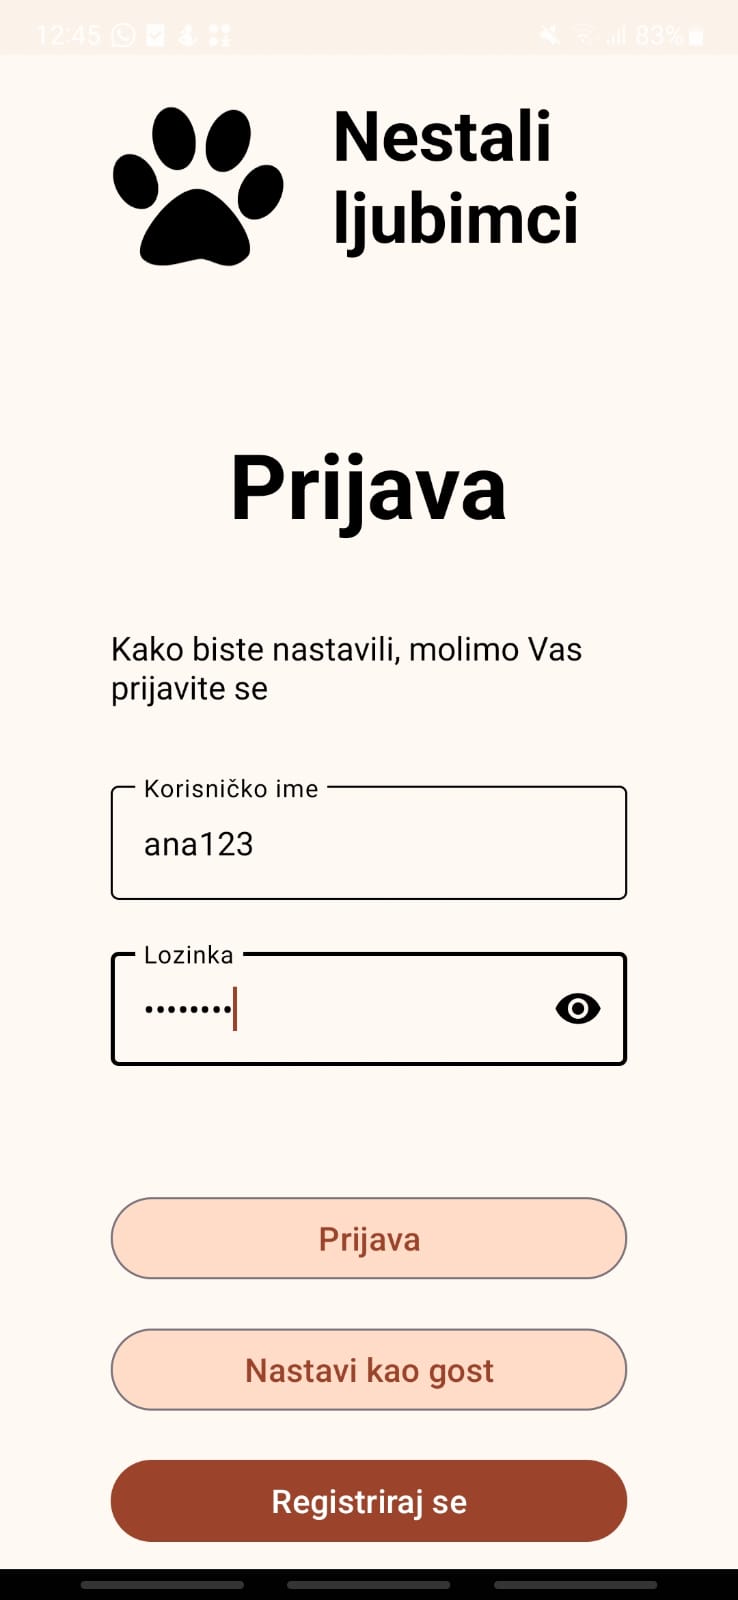 12:45 83%
Nestali
ljubimci
Prijava
Kako biste nastavili, molimo Vas
prijavite se
Korisničko ime
ana123
Lozinka
••••••••
Prijava
Nastavi kao gost
Registriraj se